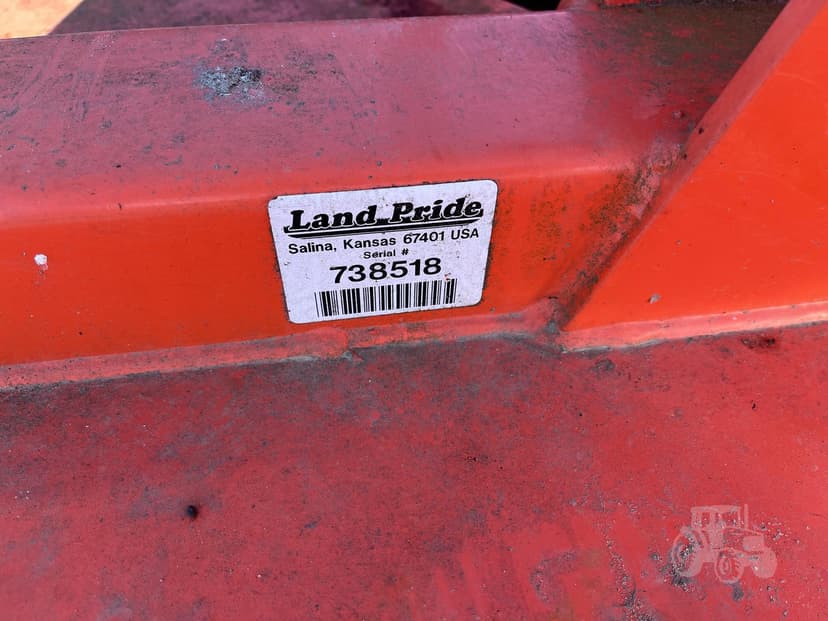 Land Pride
Salina, Kansas 67401 USA
Serial #
738518